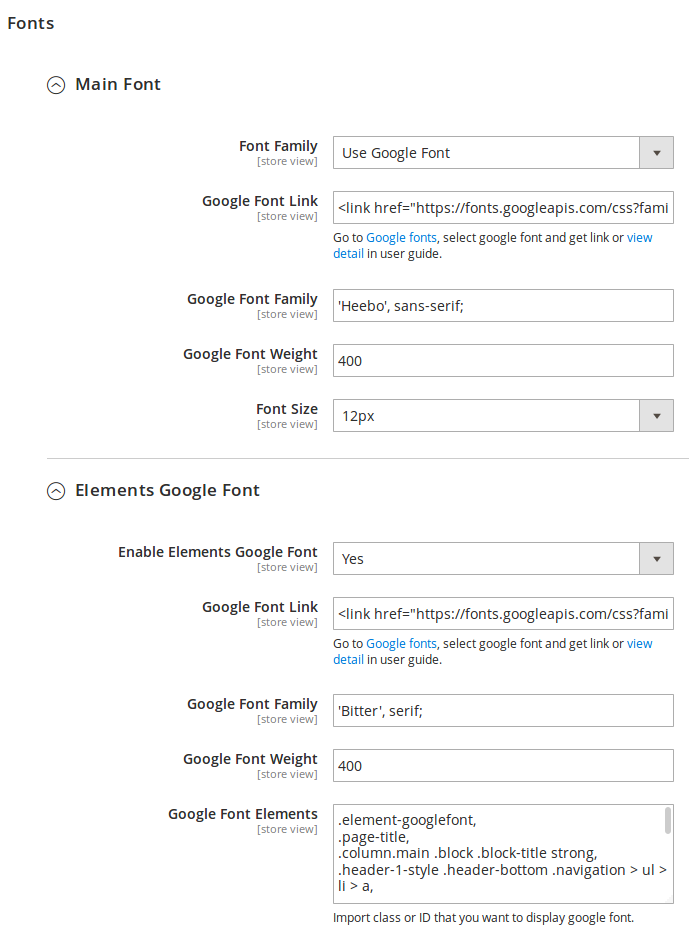 Fonts
Main Font
Font Family
[store view]
Use Google Font
Google Font Link
[store view]
<link href="https://fonts.googleapis.com/css?fami
Go to Google fonts, select google font and get link or view
detail in user guide.
Google Font Family
[store view]
'Heebo', sans-serif;
Google Font Weight
[store view]
400
Font Size
[store view]
12px
Elements Google Font
Enable Elements Google Font
[store view]
Yes
Google Font Link
[store view]
<link href="https://fonts.googleapis.com/css?fami
Go to Google fonts, select google font and get link or view
detail in user guide.
Google Font Family
[store view]
'Bitter', serif;
Google Font Weight
[store view]
400
Google Font Elements
[store view]
.element-googlefont,
.page-title,
.column.main .block .block-title strong,
.header-1-style .header-bottom .navigation > ul >
li > a,
Import class or ID that you want to display google font.